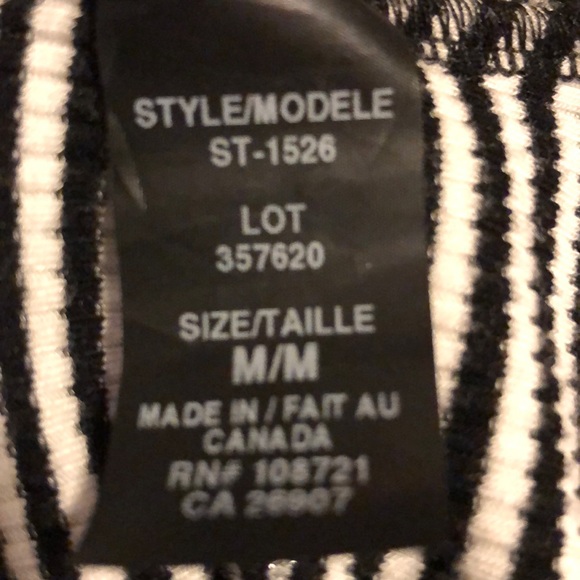 STYLE/MODELE
ST-1526
LOT
357620
SIZE/TAILLE
M/M
MADE IN / FAIT AU
CANADA
RN# 108721
CA 26907